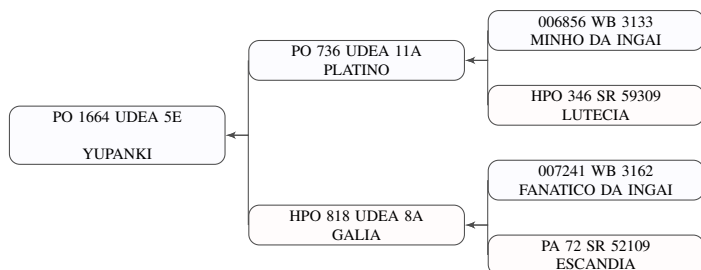 006856 WB 3133
MINHO DA INGAI
PO 736 UDEA 11A
PLATINO
HPO 346 SR 59309
LUTECIA
PO 1664 UDEA 5E
YUPANKI
007241 WB 3162
FANATICO DA INGAI
HPO 818 UDEA 8A
GALIA
PA 72 SR 52109
ESCANDIA